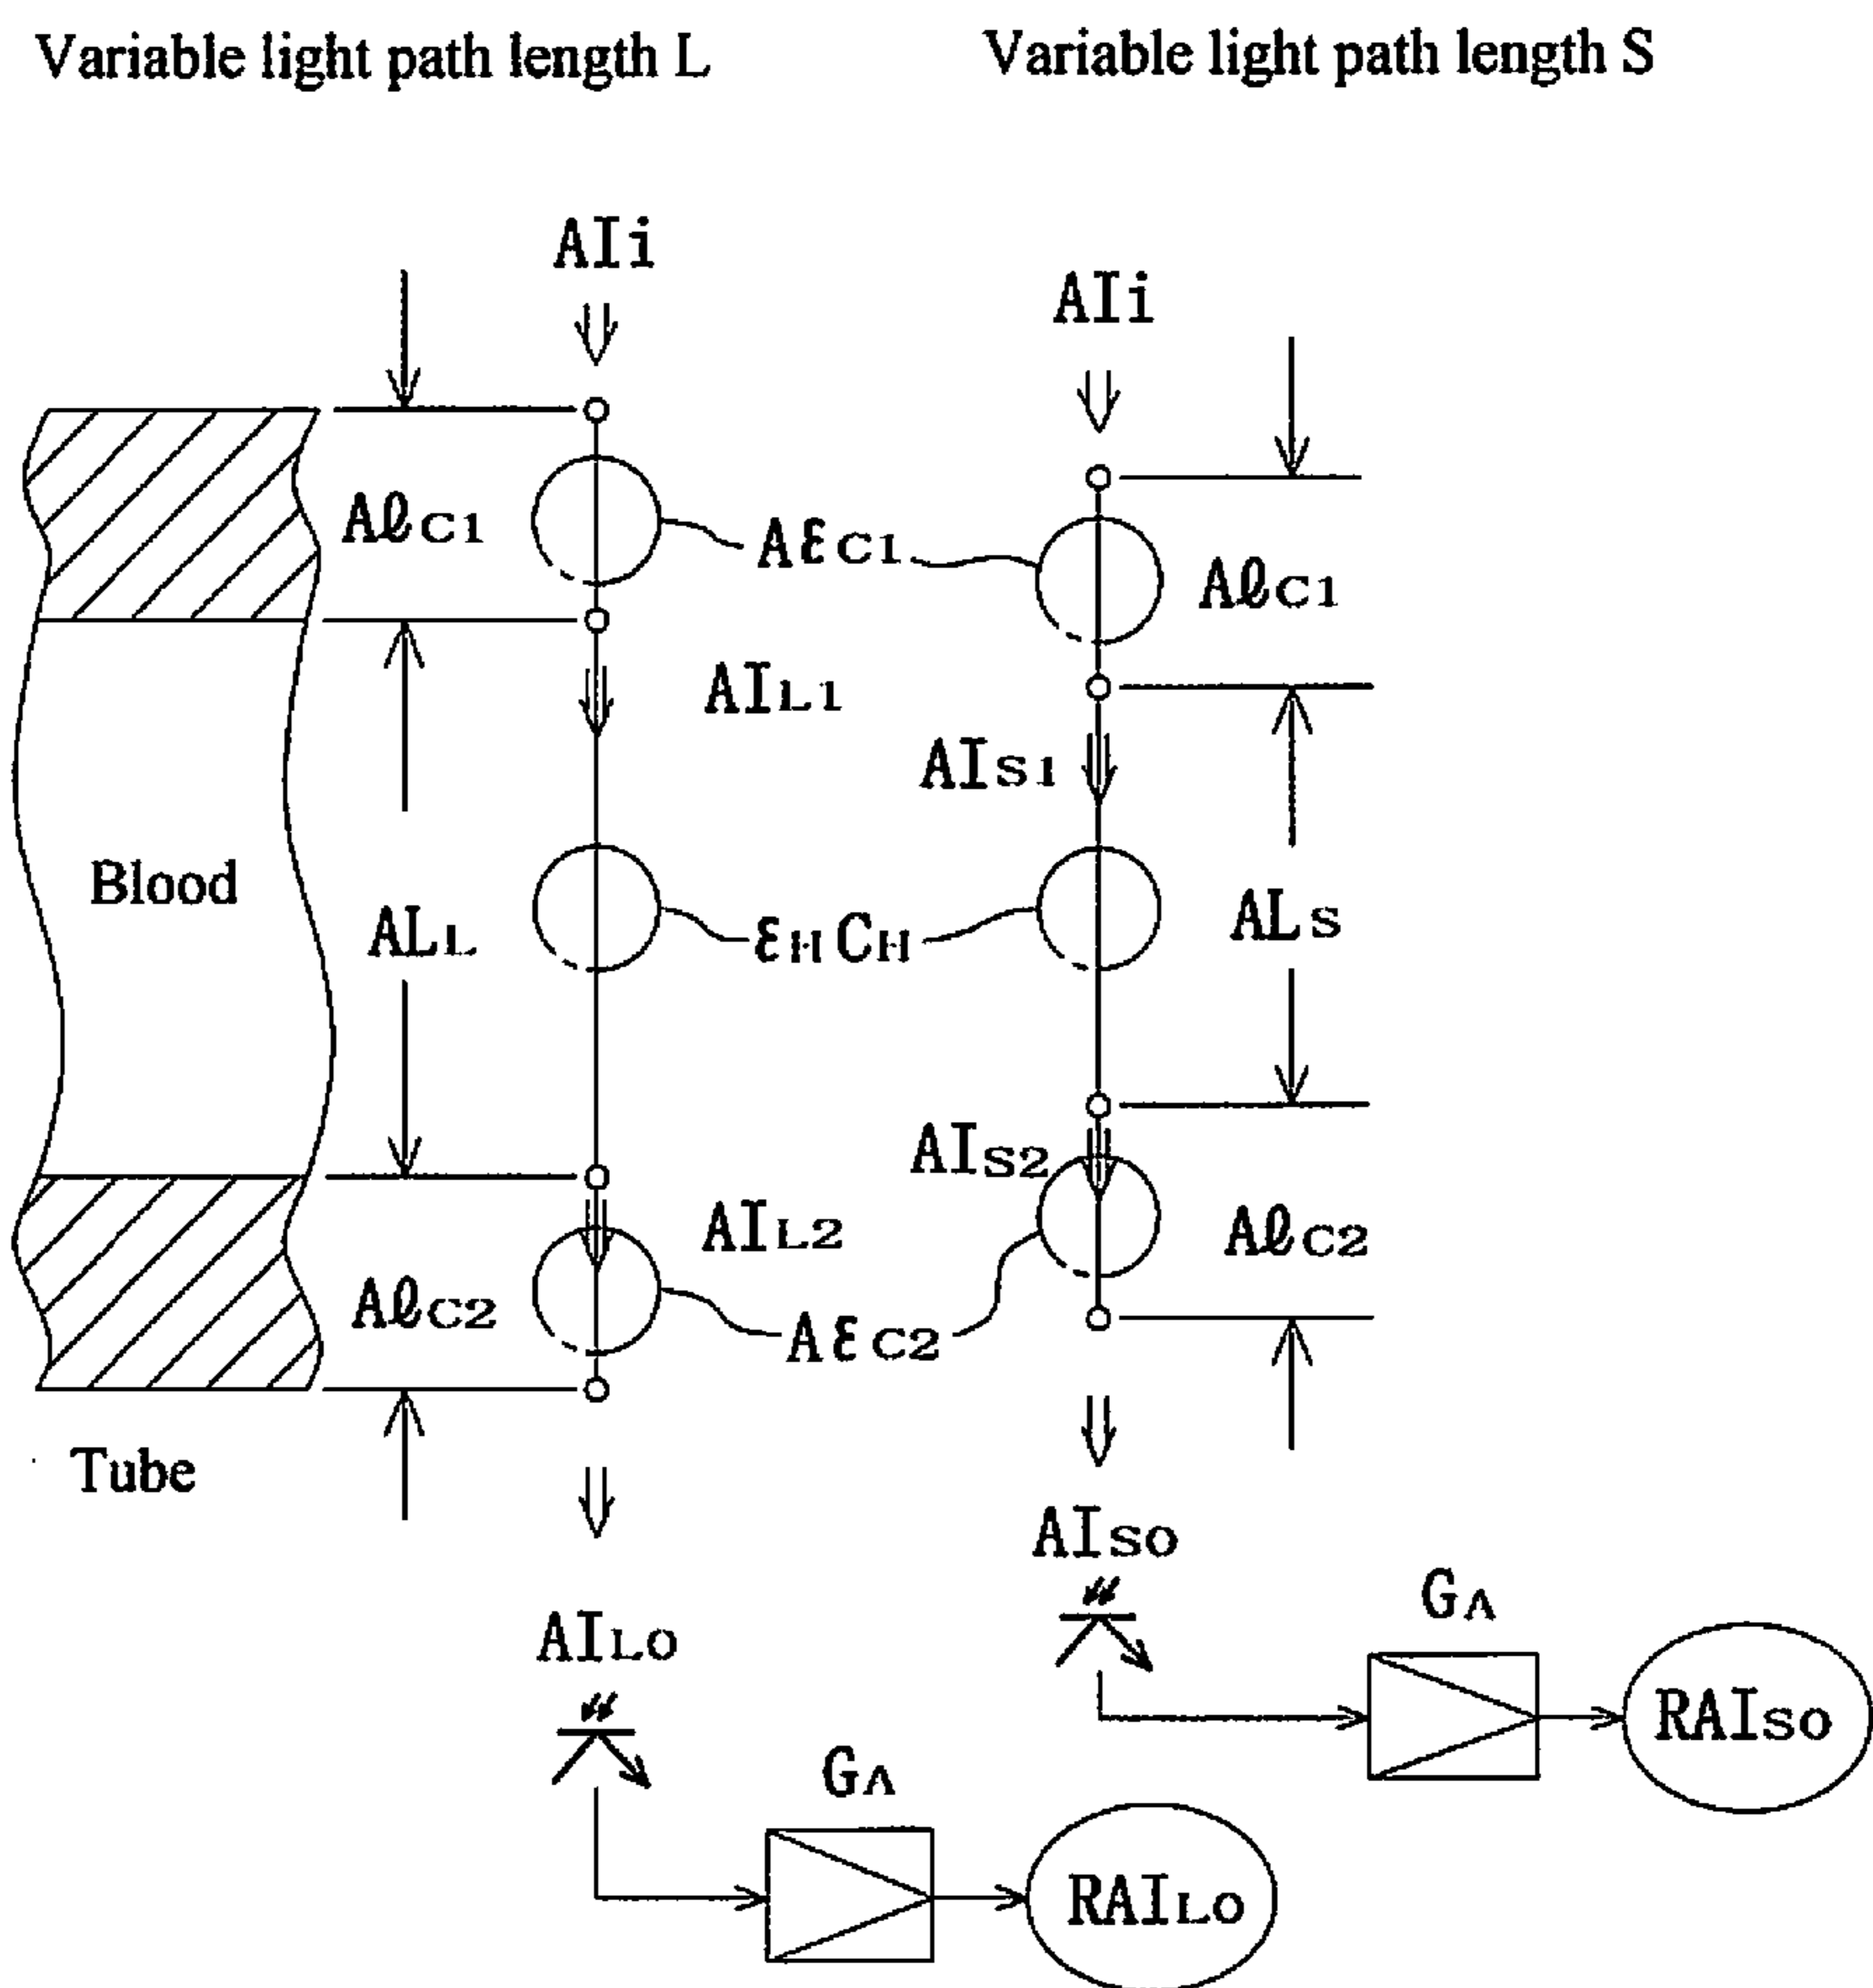 Variable light path length L
Variable light path length S
AIi
AIi
AℓC1
AεC1
AℓC1
AIL1
AIS1
Blood
ALL
εHCH
ALS
AIS2
AIL2
AℓC2
AℓC2
AεC2
Tube
AISO
AILO
GA
RAISO
GA
RAILO